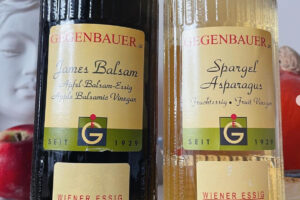 GEGENBAUER
James Balsam
Apfel-Balsam-Essig
Apple Balsamic Vinegar
SEIT G 1929
WIENER ESSIG
GEGENBAUER
Spargel
Asparagus
Fruchtessig • Fruit Vinegar
SEIT G 1929
WIENER ESSIG